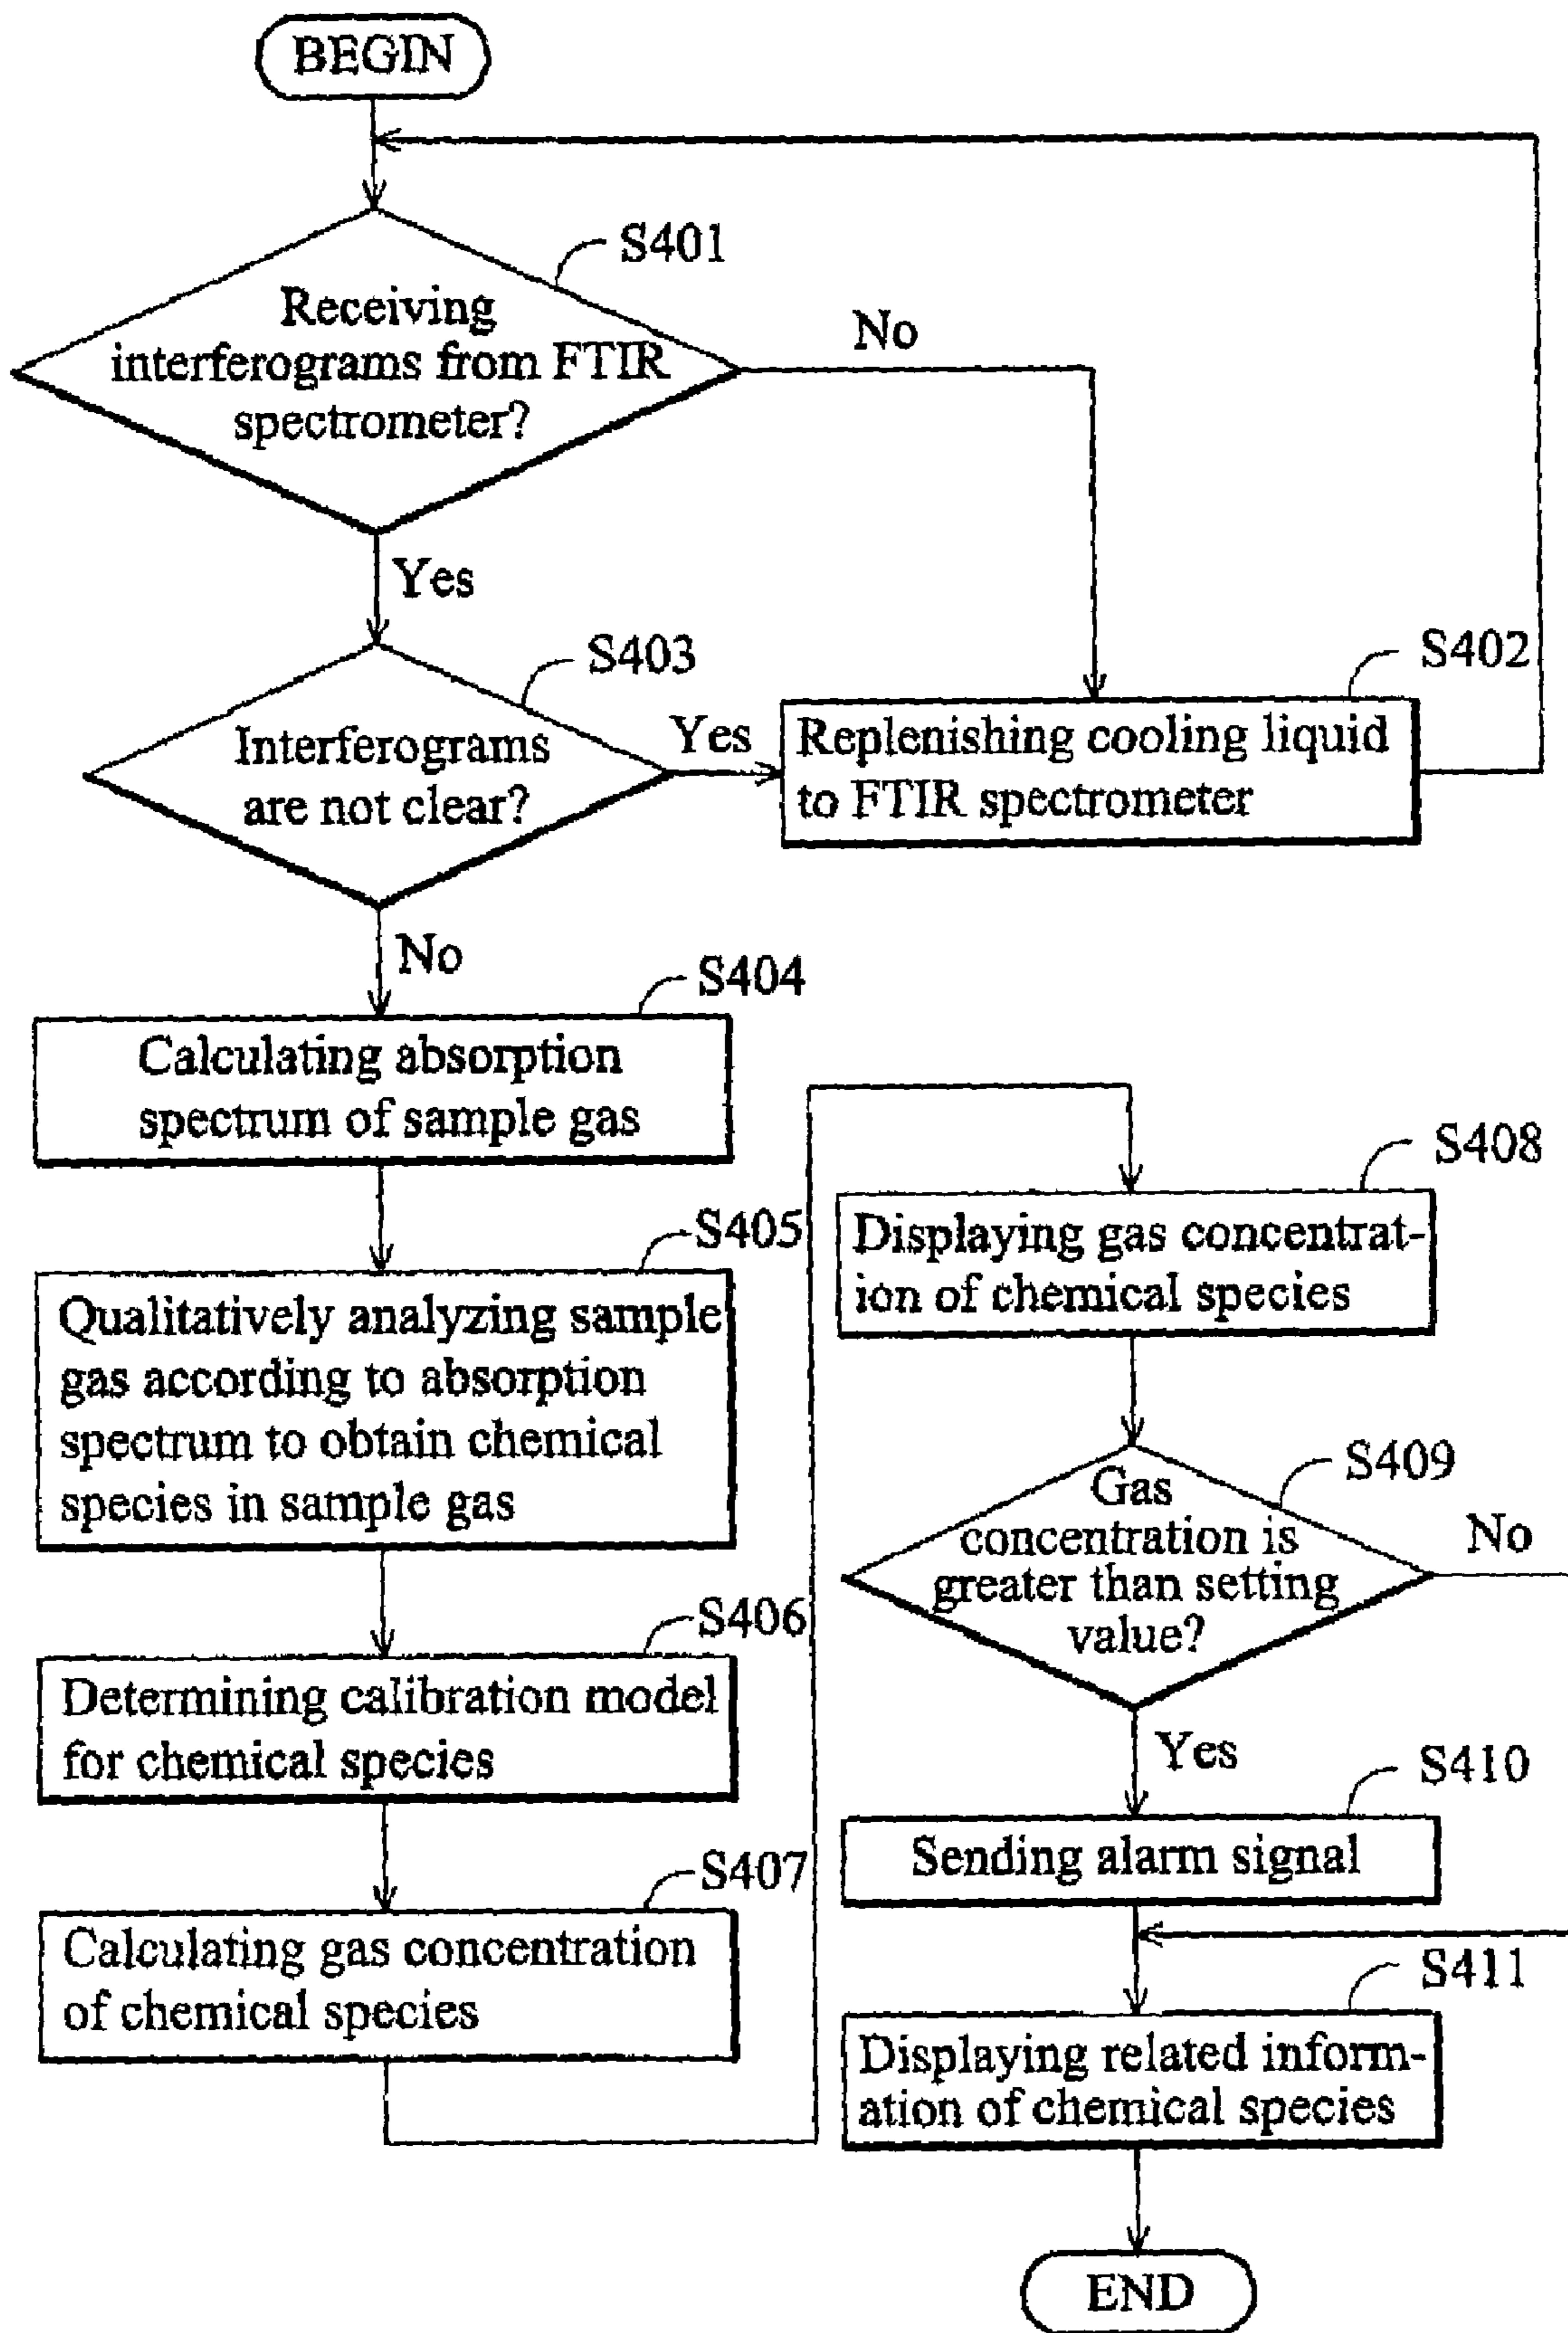 BEGIN
S401
Receiving
interferograms from FTIR
spectrometer?
No
Yes
S403
Interferograms
are not clear?
Yes
S402
Replenishing cooling liquid
to FTIR spectrometer
No
S404
Calculating absorption
spectrum of sample gas
S405
Qualitatively analyzing sample
gas according to absorption
spectrum to obtain chemical
species in sample gas
S406
Determining calibration model
for chemical species
S407
Calculating gas concentration
of chemical species
S408
Displaying gas concentrat-
ion of chemical species
S409
Gas
concentration is
greater than setting
value?
No
Yes
S410
Sending alarm signal
S411
Displaying related inform-
ation of chemical species
END